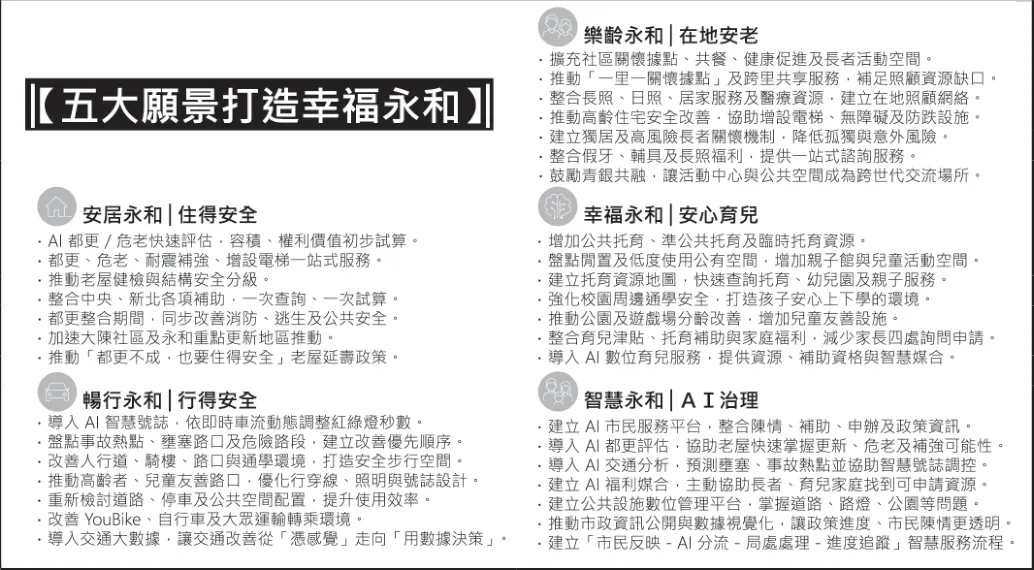 【五大願景打造幸福永和】
安居永和|住得安全
·AI 都更 / 危老快速評估,容積、權利價值初步試算。
·都更、危老、耐震補強、增設電梯一站式服務。
·推動老屋健檢與結構安全分級。
·整合中央、新北各項補助,一次查詢、一次試算。
·都更整合期間,同步改善消防、逃生及公共安全。
·加速大陳社區及永和重點更新地區推動。
·推動「都更不成,也要住得安全」老屋延壽政策。
暢行永和|行得安全
·導入 AI 智慧號誌,依即時車流動態調整紅綠燈秒數。
·盤點事故熱點、壅塞路口及危險路段,建立改善優先順序。
·改善人行道、騎樓、路口與通學環境,打造安全步行空間。
·推動高齡者、兒童友善路口,優化行穿線、照明與號誌設計。
·重新檢討道路、停車及公共空間配置,提升使用效率。
·改善 YouBike、自行車及大眾運輸轉乘環境。
·導入交通大數據,讓交通改善從「憑感覺」走向「用數據決策」。
樂齡永和|在地安老
·擴充社區關懷據點、共餐、健康促進及長者活動空間。
·推動「一里一關懷據點」及跨里共享服務,補足照顧資源缺口。
·整合長照、日照、居家服務及醫療資源,建立在地照顧網絡。
·推動高齡住宅安全改善,協助增設電梯、無障礙及防跌設施。
·建立獨居及高風險長者關懷機制,降低孤獨與意外風險。
·整合假牙、輔具及長照福利,提供一站式諮詢服務。
·鼓勵青銀共融,讓活動中心與公共空間成為跨世代交流場所。
幸福永和|安心育兒
·增加公共托育、準公共托育及臨時托育資源。
·盤點閒置及低度使用公有空間,增加親子館與兒童活動空間。
·建立托育資源地圖,快速查詢托育、幼兒園及親子服務。
·強化校園周邊通學安全,打造孩子安心上下學的環境。
·推動公園及遊戲場分齡改善,增加兒童友善設施。
·整合育兒津貼、托育補助與家庭福利,減少家長四處詢問申請。
·導入 AI 數位育兒服務,提供資源、補助資格與智慧媒合。
智慧永和|AI治理
·建立 AI 市民服務平台,整合陳情、補助、申辦及政策資訊。
·導入 AI 都更評估,協助老屋快速掌握更新、危老及補強可能性。
·導入 AI 交通分析,預測壅塞、事故熱點並協助智慧號誌調控。
·建立 AI 福利媒合,主動協助長者、育兒家庭找到可申請資源。
·建立公共設施數位管理平台,掌握道路、路燈、公園等問題。
·推動市政資訊公開與數據視覺化,讓政策進度、市民陳情更透明。
·建立「市民反映 - AI 分流 - 局處處理 - 進度追蹤」智慧服務流程。